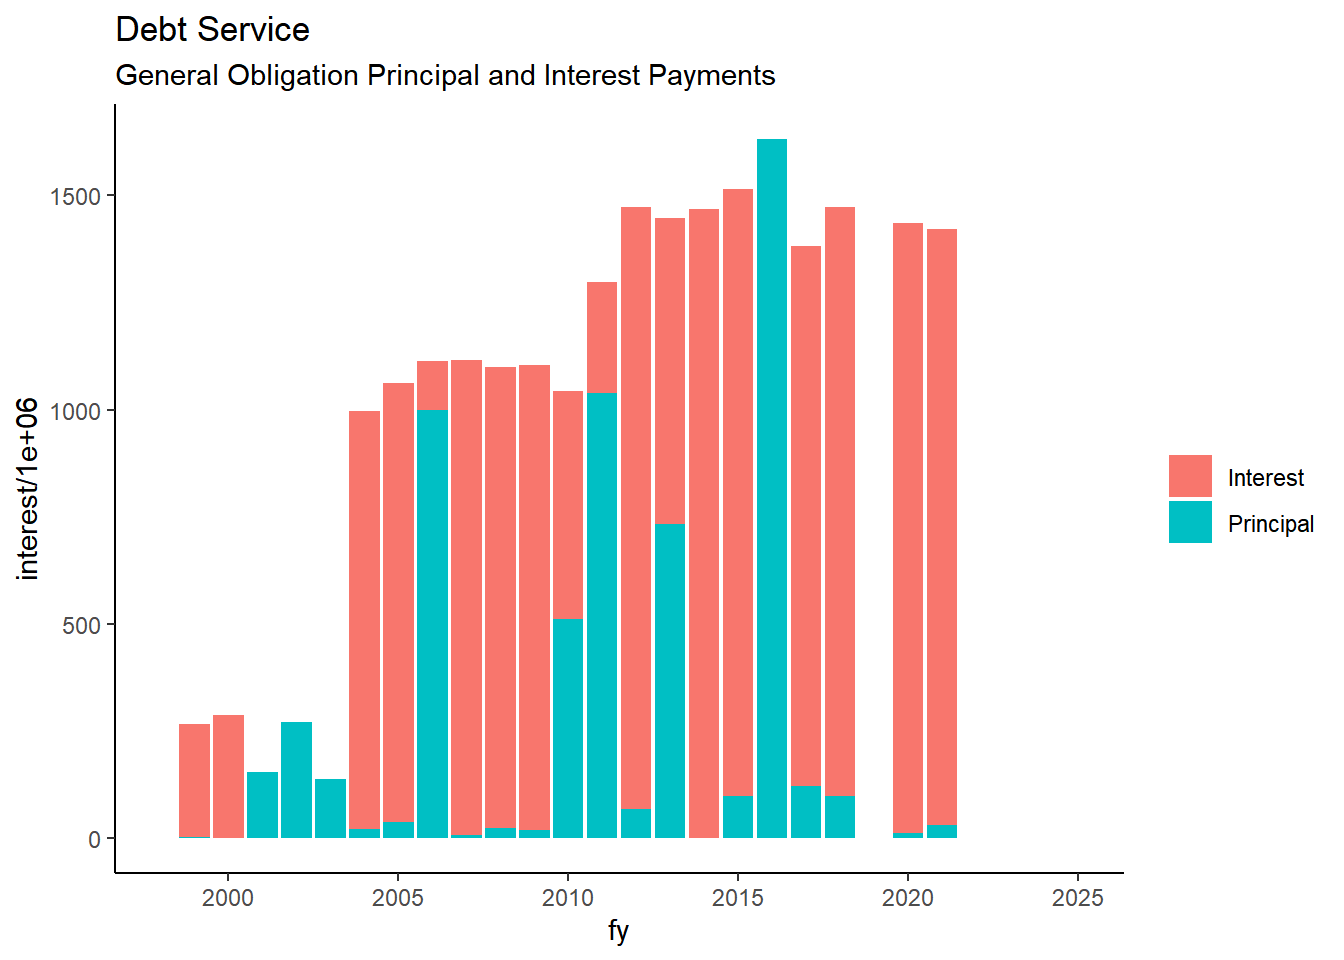 Debt Service
General Obligation Principal and Interest Payments
interest/1e+06
1500
1000
500
0
2000
2005
2010
2015
2020
2025
fy
Interest
Principal